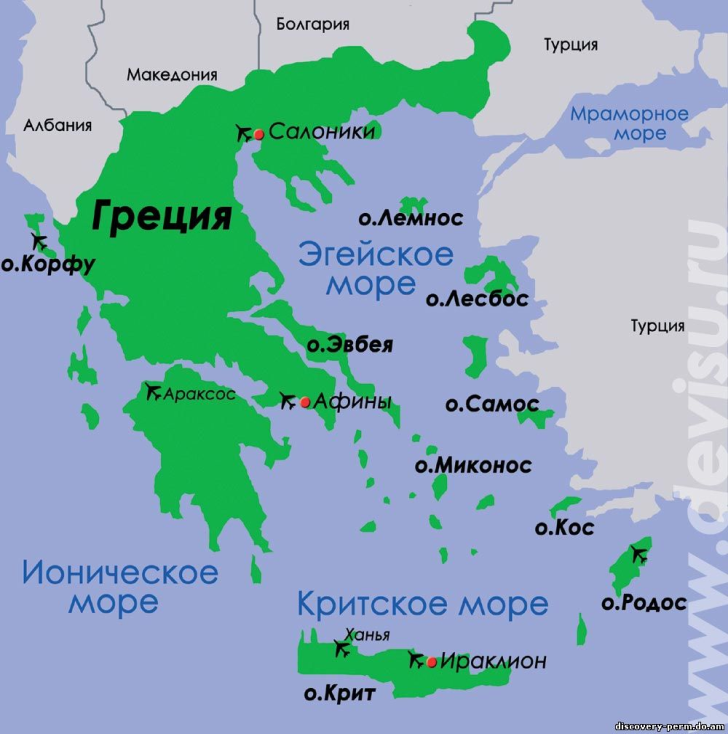 Болгария
Турция
Македония
Албания
Мраморное
море
Салоники
Греция
о.Лемнос
о.Корфу
Эгейское
море
о.Лесбос
Турция
о.Эвбея
Араксос
Афины
о.Самос
о.Миконос
о.Кос
Ионическое
море
Критское море
о.Родос
Ханья
Ираклион
о.Крит
www.devisu.ru
discovery-perm.do.am